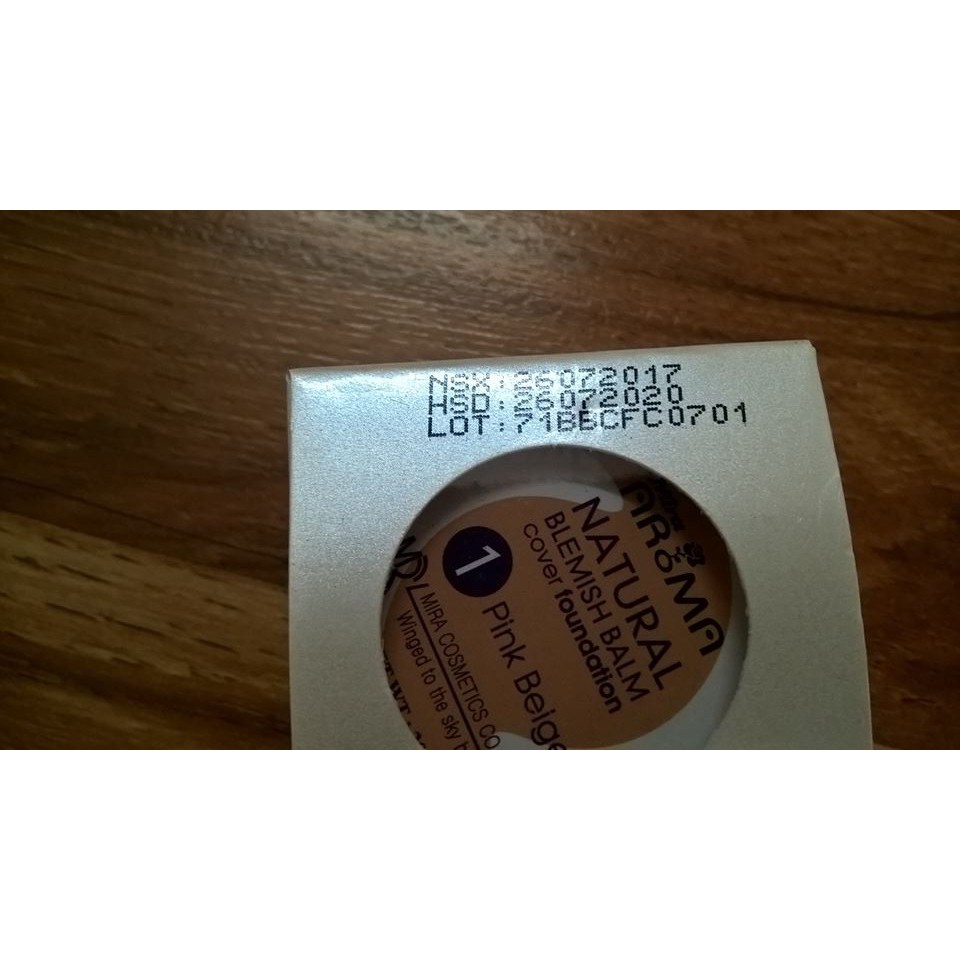 NSX:26072017
HSD:26072020
LOT:71BBCFC0701
AROMA
NATURAL
BLEMISH BALM
cover foundation
1 Pink Beige
MIRA COSMETICS CO
Winged to the sky